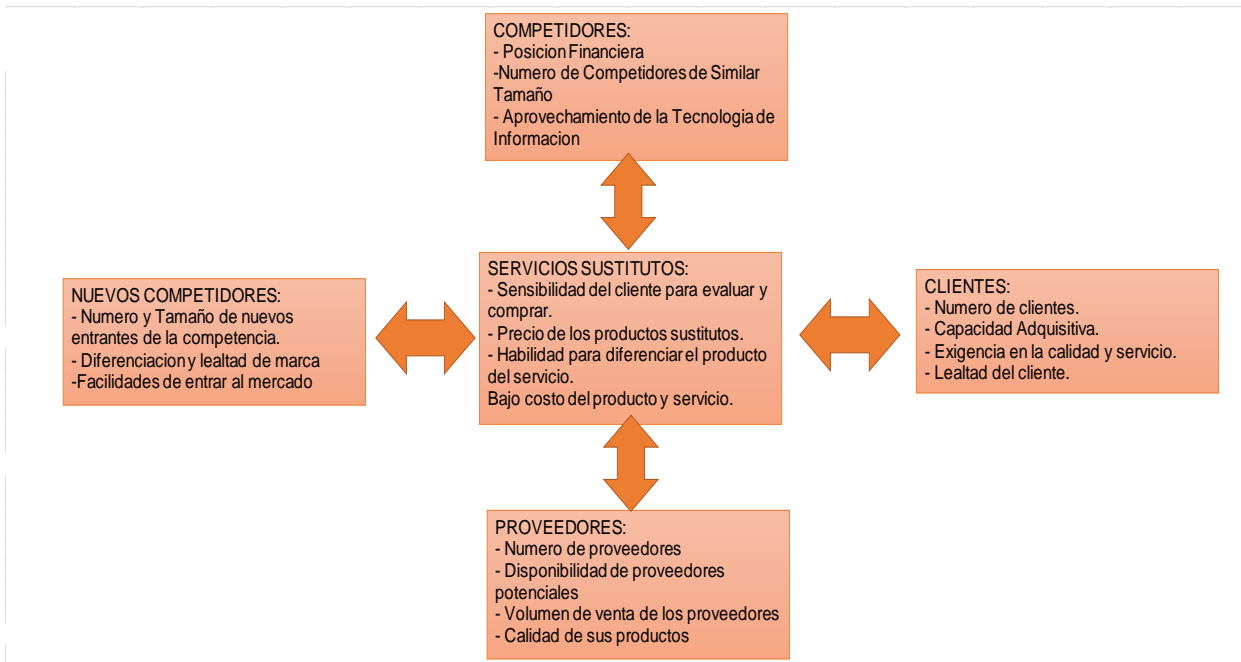 COMPETIDORES:
- Posicion Financiera
-Numero de Competidores de Similar
Tamaño
- Aprovechamiento de la Tecnologia de
Informacion
NUEVOS COMPETIDORES:
- Numero y Tamaño de nuevos
entrantes de la competencia.
- Diferenciacion y lealtad de marca
-Facilidades de entrar al mercado
SERVICIOS SUSTITUTOS:
- Sensibilidad del cliente para evaluar y
comprar.
- Precio de los productos sustitutos.
- Habilidad para diferenciar el producto
del servicio.
Bajo costo del producto y servicio.
CLIENTES:
- Numero de clientes.
- Capacidad Adquisitiva.
- Exigencia en la calidad y servicio.
- Lealtad del cliente.
PROVEEDORES:
- Numero de proveedores
- Disponibilidad de proveedores
potenciales
- Volumen de venta de los proveedores
- Calidad de sus productos